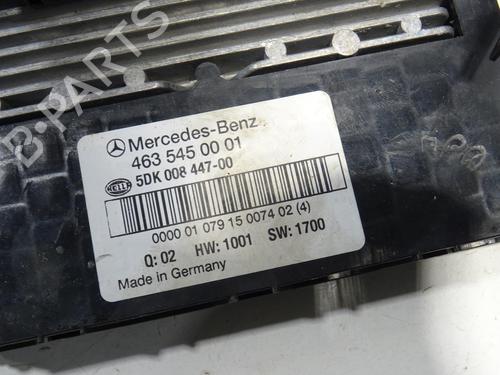 B-PARTS
Mercedes-Benz
463 545 00 01
HELLA 5DK 008 447-00
0000 01 079 15 0074 02 (4)
Q: 02 HW: 1001 SW: 1700
Made in Germany